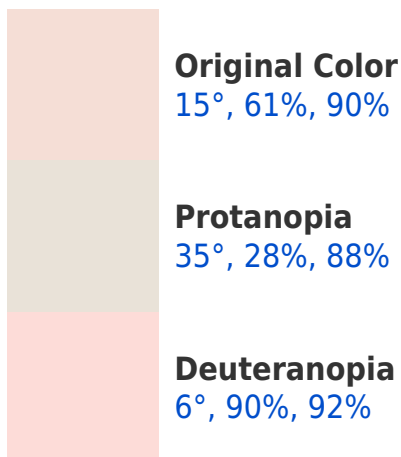 Original Color
15°, 61%, 90%
Protanopia
35°, 28%, 88%
Deuteranopia
6°, 90%, 92%